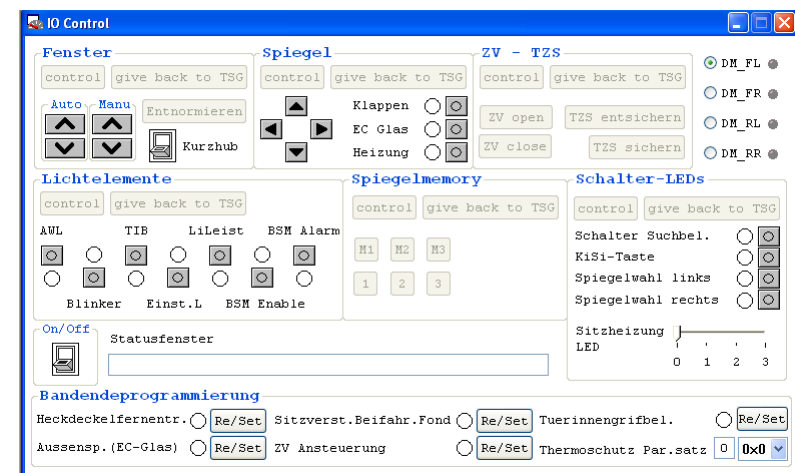 IO Control
Fenster
control give back to TSG
Auto Manu Entnormieren
Kurzhub
Spiegel
control give back to TSG
Klappen
EC Glas
Heizung
ZV - TZS
control give back to TSG
ZV open TZS entsichern
ZV close TZS sichern
DM_FL
DM_FR
DM_RL
DM_RR
Lichtelemente
control give back to TSG
AWL TIB LiLeist BSM Alarm
Blinker Einst.L BSM Enable
Spiegelmemory
control give back to TSG
M1 M2 M3
1 2 3
Schalter-LEDs
control give back to TSG
Schalter Suchbel.
KiSi-Taste
Spiegelwahl links
Spiegelwahl rechts
Sitzheizung
LED
0 1 2 3
On/Off
Statusfenster
Bandendeprogrammierung
Heckdeckelfernentr. Re/Set Sitzverst.Beifahr.Fond Re/Set Tuerinnengrifbel. Re/Set
Aussensp.(EC-Glas) Re/Set ZV Ansteuerung Re/Set Thermoschutz Par.satz 0 0x0